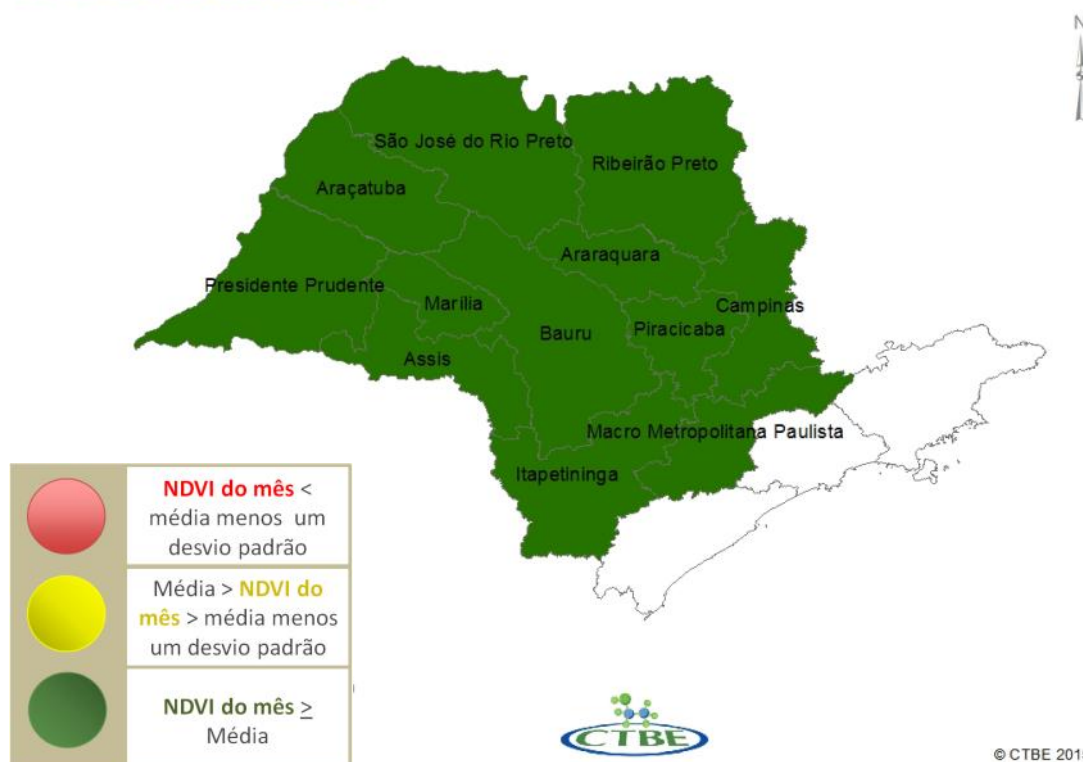 N
São José do Rio Preto
Ribeirão Preto
Araçatuba
Araraquara
Presidente Prudente
Marília
Campinas
Bauru
Piracicaba
Assis
Macro Metropolitana Paulista
Itapetininga
NDVI do mês <
média menos um
desvio padrão
Média > NDVI do
mês > média menos
um desvio padrão
NDVI do mês ≥
Média
CTBE
© CTBE 201